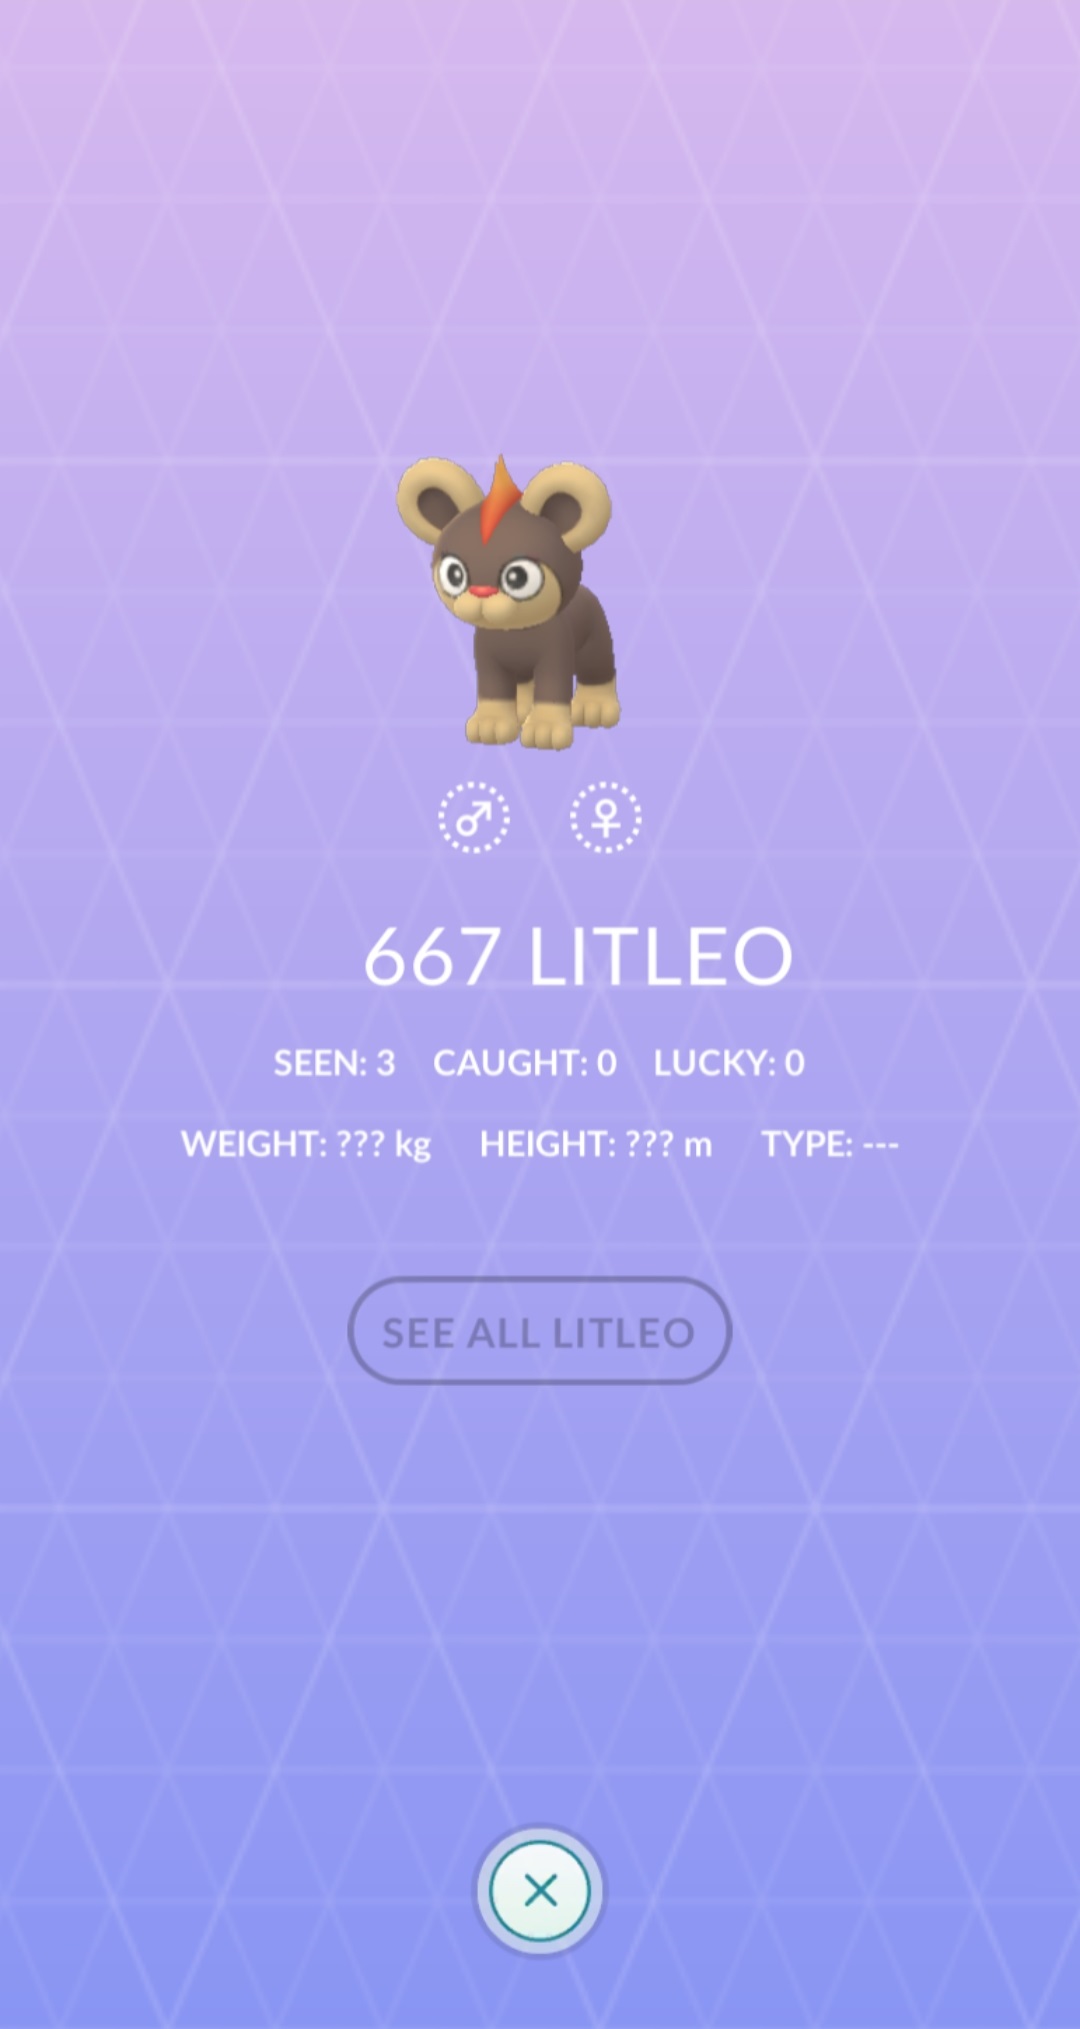 ♂ ♀
667 LITLEO
SEEN: 3 CAUGHT: 0 LUCKY: 0
WEIGHT: ??? kg HEIGHT: ??? m TYPE: ---
SEE ALL LITLEO